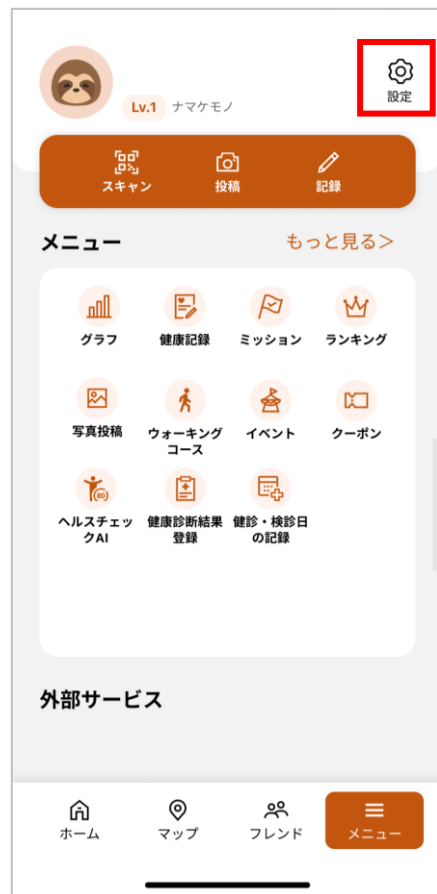 設定
Lv.1 ナマケモノ
スキャン 投稿 記録
メニュー もっと見る＞
グラフ 健康記録 ミッション ランキング
写真投稿 ウォーキング イベント クーポン
コース
ヘルスチェッ 健康診断結果 健診・検診日
クAI 登録 の記録
外部サービス
ホーム マップ フレンド メニュー